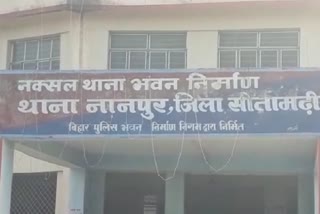 नक्सल थाना भवन निर्माण
थाना नानपुर,जिला सीतामढ़ी
बिहार पुलिस भवन निर्माण निगम द्वारा निर्मित